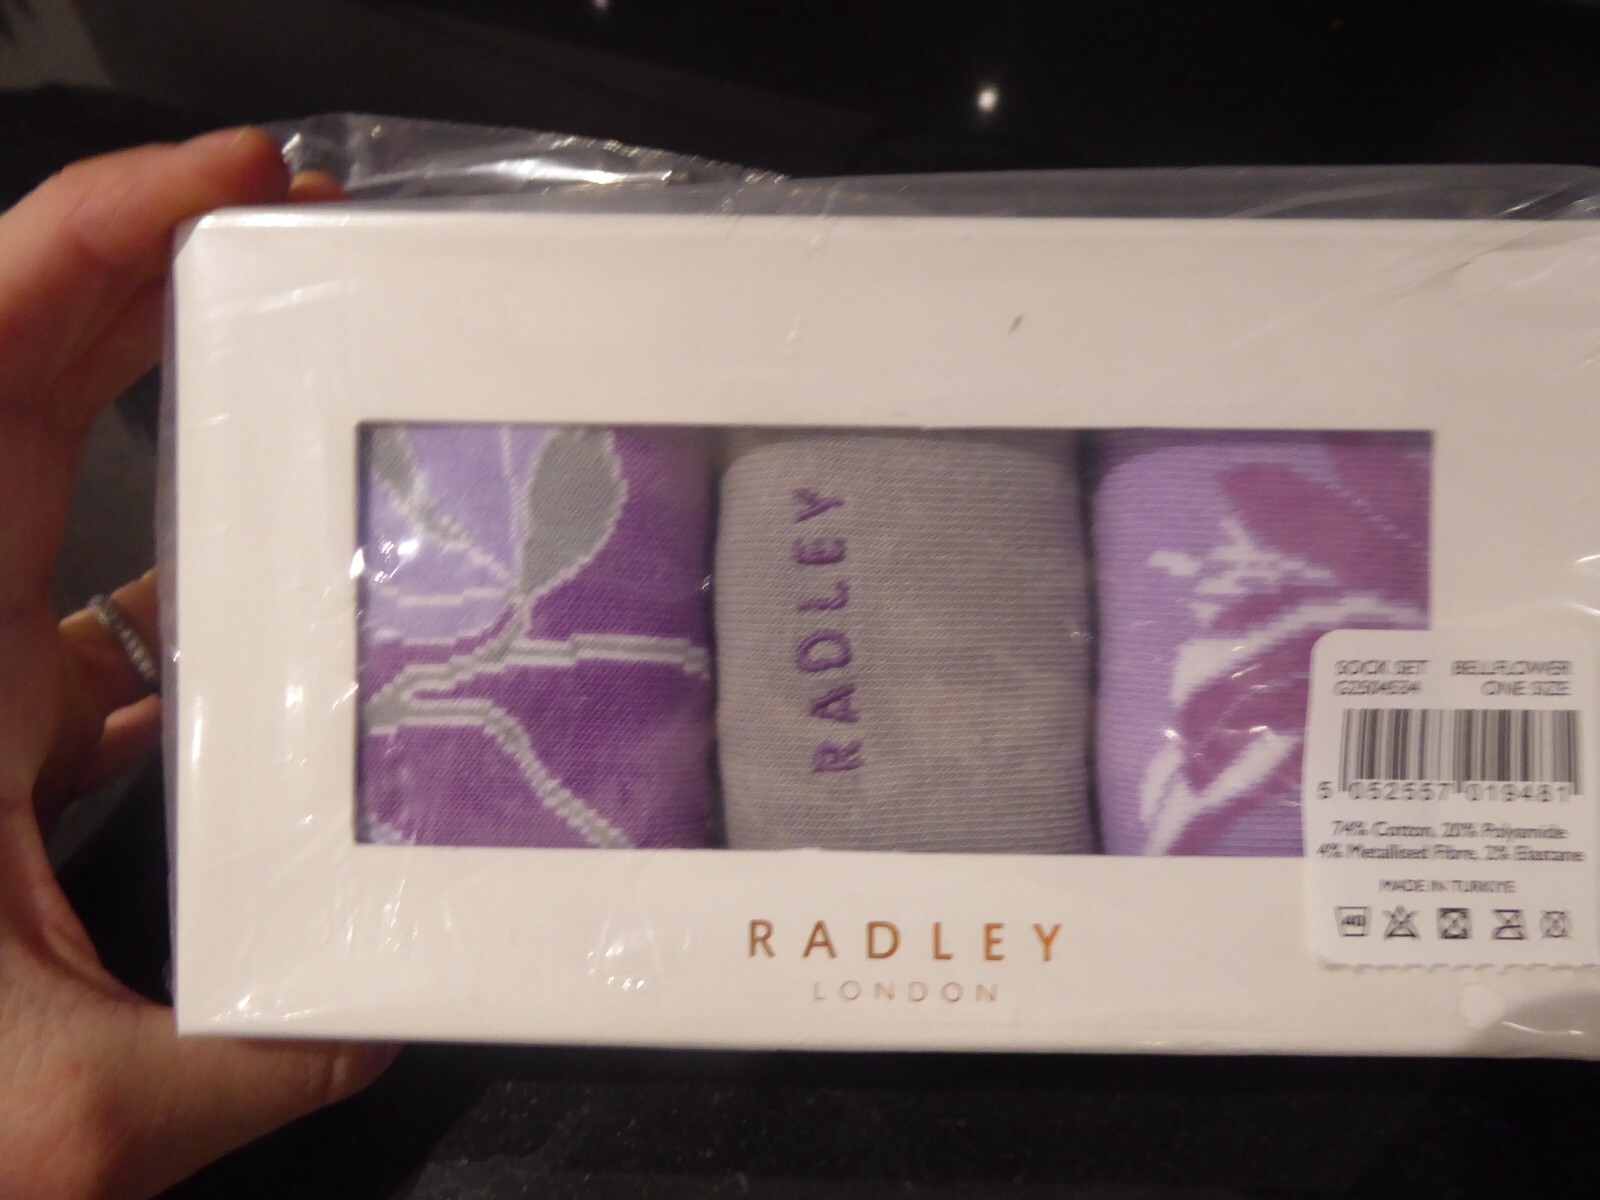 RADLEY
SOCK SET BELLFLOWER
ONE SIZE
5 052557 019481
74% Cotton, 20% Polyamide
4% Metallised Fibre, 2% Elastane
MADE IN TURKIYE
40
RADLEY
LONDON